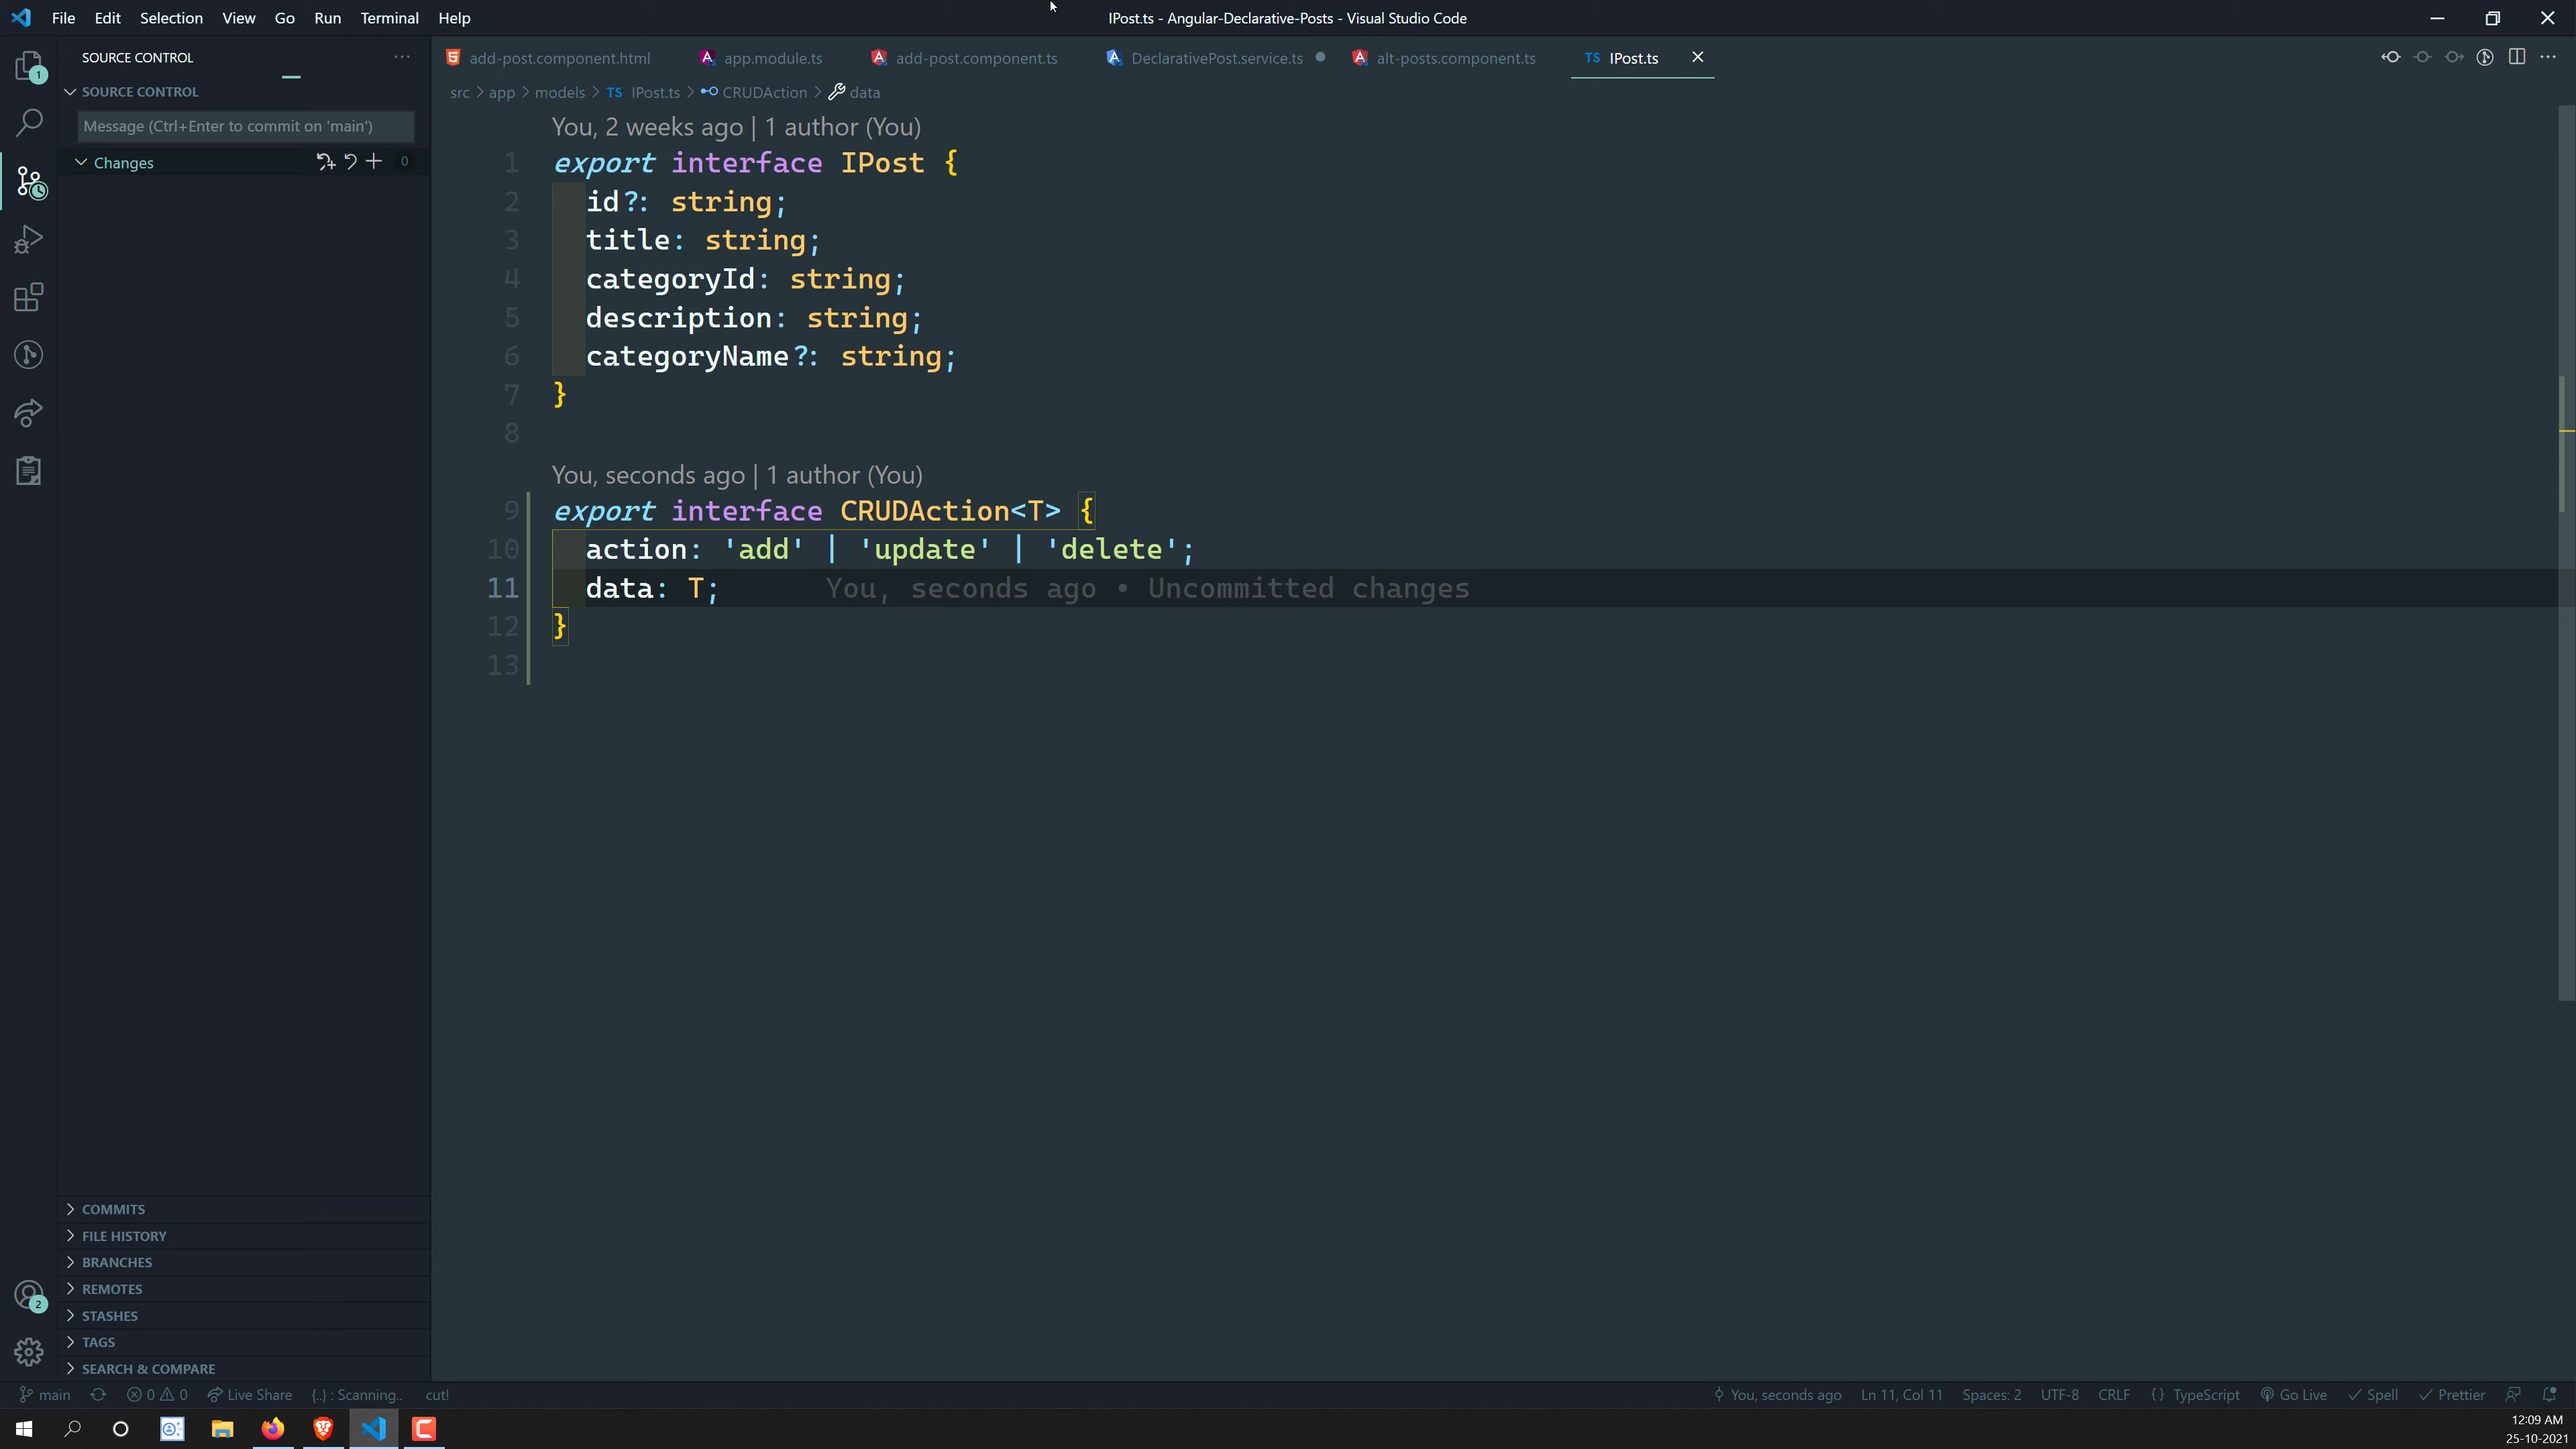 File Edit Selection View Go Run Terminal Help
IPost.ts - Angular-Declarative-Posts - Visual Studio Code
SOURCE CONTROL
add-post.component.html app.module.ts add-post.component.ts DeclarativePost.service.ts alt-posts.component.ts TS IPost.ts
SOURCE CONTROL
src > app > models > TS IPost.ts > CRUDAction > data
Message (Ctrl+Enter to commit on 'main')
Changes 0
1
You, 2 weeks ago | 1 author (You)
1 export interface IPost {
2 id?: string;
3 title: string;
4 categoryId: string;
5 description: string;
6 categoryName?: string;
7 }
8
You, seconds ago | 1 author (You)
9 export interface CRUDAction<T> {
10 action: 'add' | 'update' | 'delete';
11 data: T; You, seconds ago • Uncommitted changes
12 }
13
COMMITS
FILE HISTORY
BRANCHES
REMOTES
2
STASHES
TAGS
SEARCH & COMPARE
main 0 0 Live Share {..} : Scanning.. cut! You, seconds ago Ln 11, Col 11 Spaces: 2 UTF-8 CRLF {} TypeScript Go Live Spell Prettier
12:09 AM
25-10-2021